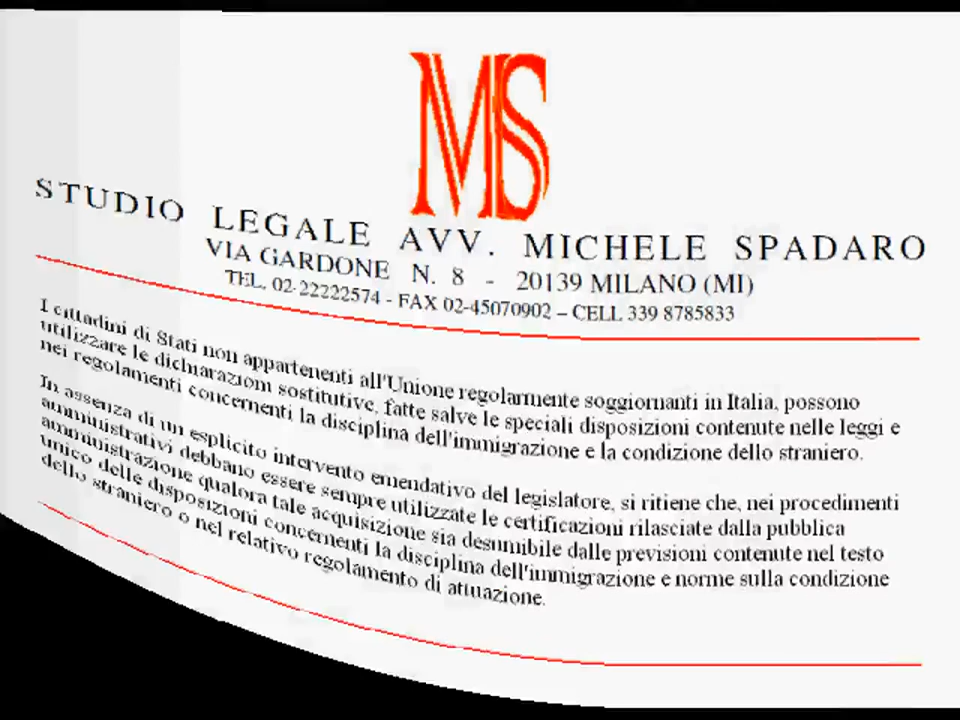 MS
STUDIO LEGALE AVV. MICHELE SPADARO
VIA GARDONE N. 8 - 20139 MILANO (MI)
TEL. 02-22222574 - FAX 02-45070902 – CELL 339 8785833
I cittadini di Stati non appartenenti all'Unione regolarmente soggiornanti in Italia, possono
utilizzare le dichiarazioni sostitutive, fatte salve le speciali disposizioni contenute nelle leggi e
nei regolamenti concernenti la disciplina dell'immigrazione e la condizione dello straniero.
In assenza di un esplicito intervento emendativo del legislatore, si ritiene che, nei procedimenti
amministrativi debbano essere sempre utilizzate le certificazioni rilasciate dalla pubblica
amministrazione qualora tale acquisizione sia desumibile dalle previsioni contenute nel testo
unico delle disposizioni concernenti la disciplina dell'immigrazione e norme sulla condizione
dello straniero o nel relativo regolamento di attuazione.